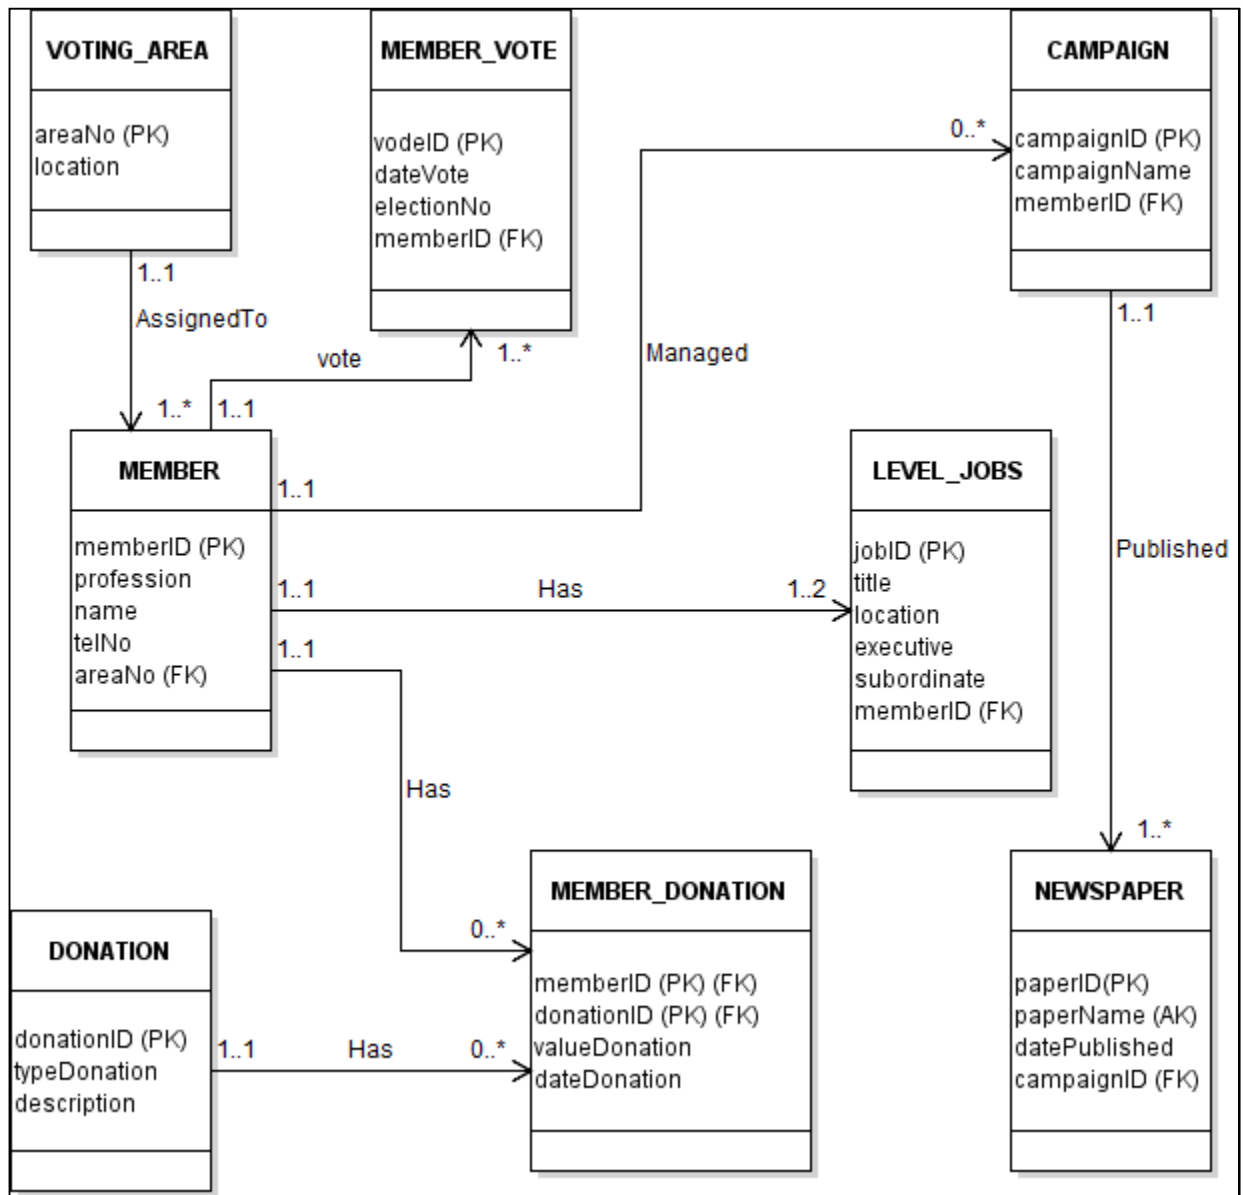 VOTING_AREA
areaNo (PK)
location
MEMBER_VOTE
vodeID (PK)
dateVote
electionNo
memberID (FK)
CAMPAIGN
campaignID (PK)
campaignName
memberID (FK)
0..*
1..1
AssignedTo
1..*
vote
1..1
1..*
Managed
1..1
Published
MEMBER
memberID (PK)
profession
name
telNo
areaNo (FK)
1..1
1..1
Has
1..2
1..1
LEVEL_JOBS
jobID (PK)
title
location
executive
subordinate
memberID (FK)
Has
0..*
1..*
DONATION
donationID (PK)
typeDonation
description
1..1
Has
0..*
MEMBER_DONATION
memberID (PK) (FK)
donationID (PK) (FK)
valueDonation
dateDonation
NEWSPAPER
paperID(PK)
paperName (AK)
datePublished
campaignID (FK)